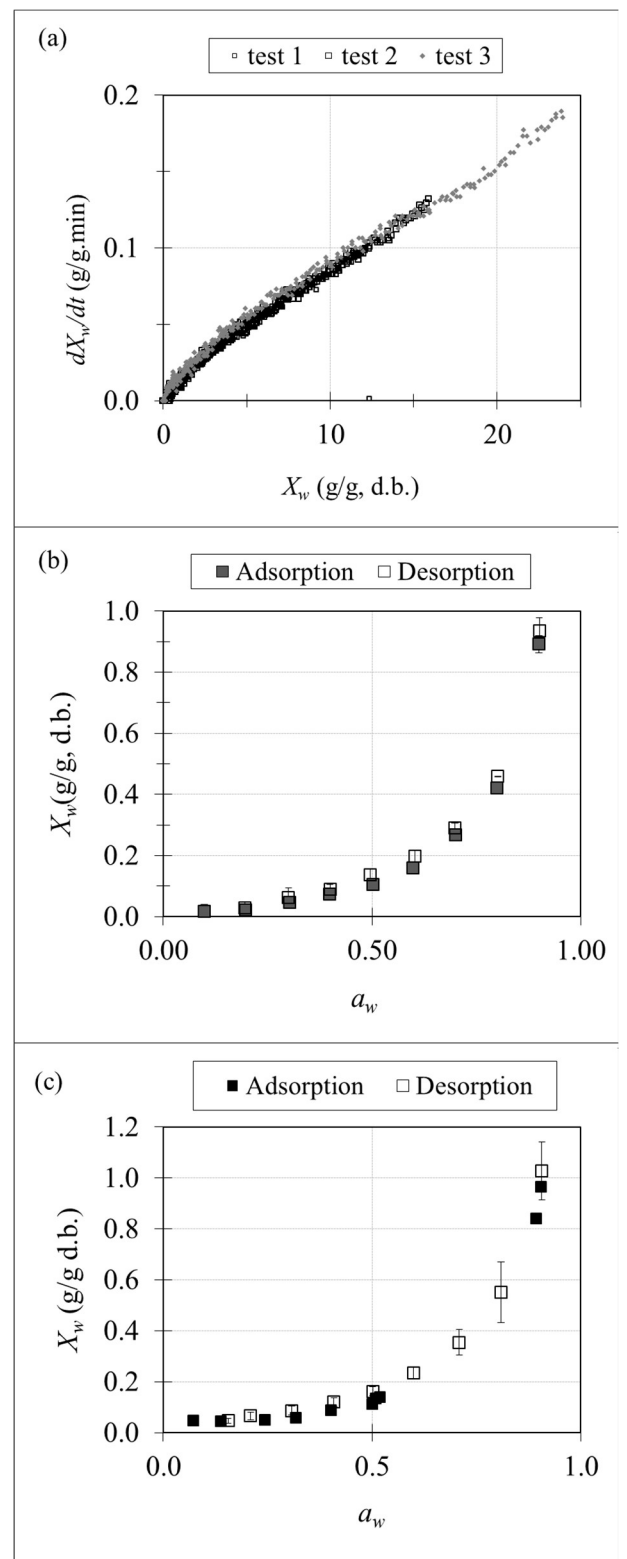 (a)
test 1 test 2 test 3
0.2
0.1
0.0
dXw/dt (g/g.min)
0 10 20
Xw (g/g, d.b.)
(b)
Adsorption Desorption
1.0
0.8
0.6
0.4
0.2
0.0
Xw(g/g, d.b.)
0.00 0.50 1.00
aw
(c)
Adsorption Desorption
1.2
1.0
0.8
0.6
0.4
0.2
0.0
Xw (g/g d.b.)
0.0 0.5 1.0
aw